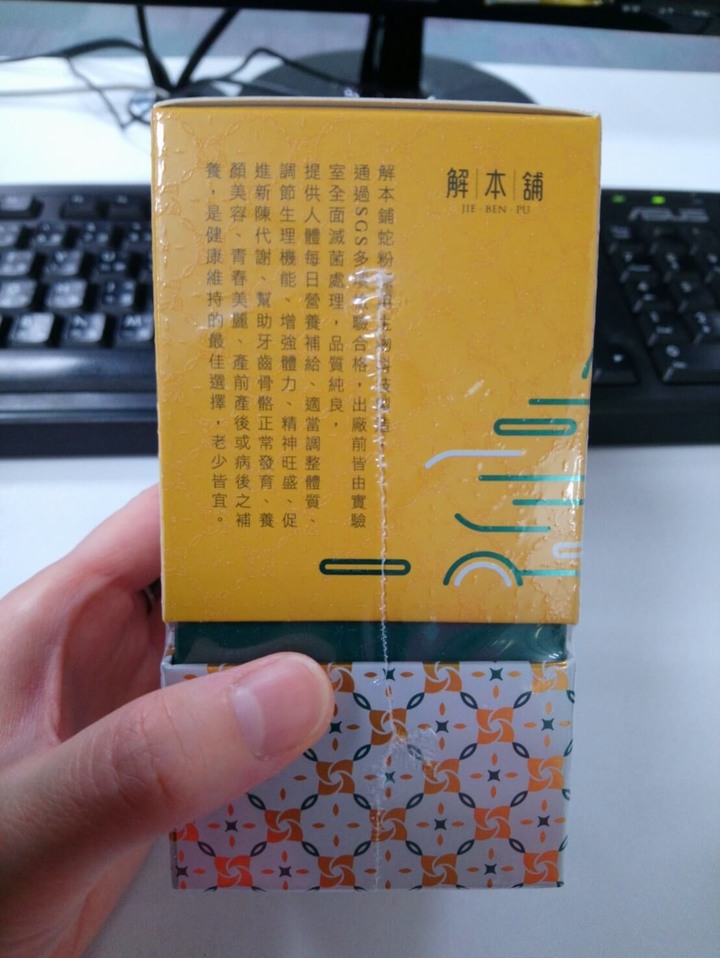 解本舖
JIE·BEN·PU
解本鋪蛇粉
通過SGS多 驗合格，出廠前皆由實驗
室全面滅菌處理，品質純良，
提供人體每日營養補給、適當調整體質、
調節生理機能、增強體力、精神旺盛、促
進新陳代謝、幫助牙齒骨骼正常發育、養
顏美容、青春美麗、產前產後或病後之補
養，是健康維持的最佳選擇，老少皆宜。